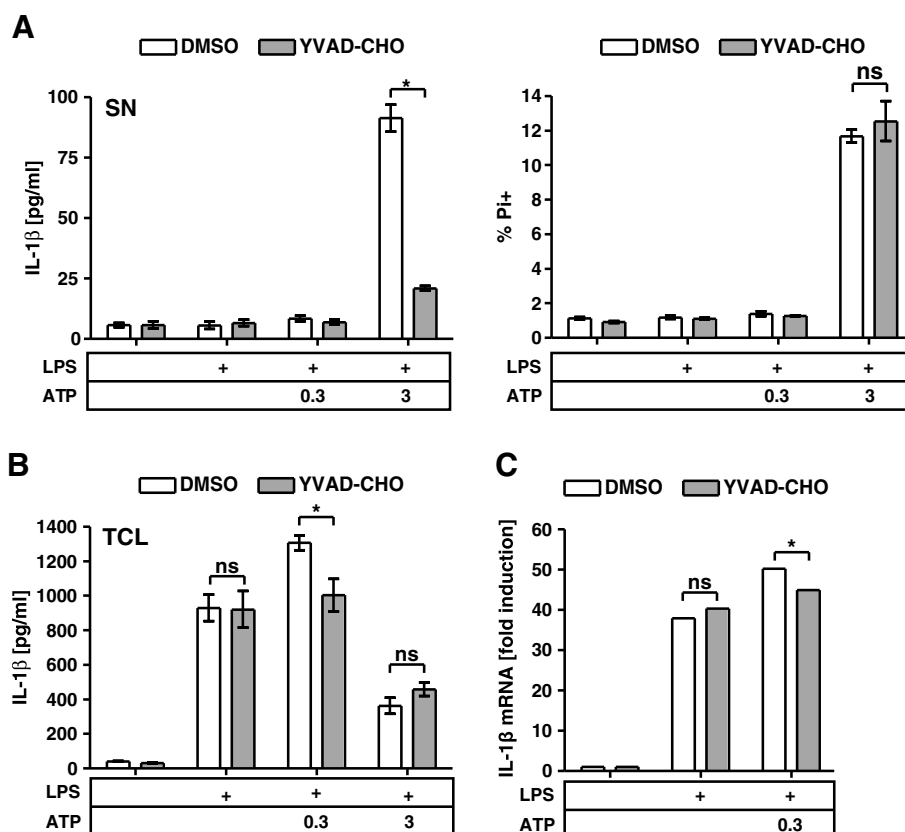 A
DMSO YVAD-CHO
SN
IL-1β [pg/ml]
100
75
50
25
0
*
LPS + + +
ATP 0.3 3
DMSO YVAD-CHO
% Pi+
14
12
10
8
6
4
2
0
ns
LPS + + +
ATP 0.3 3
B
DMSO YVAD-CHO
TCL
IL-1β [pg/ml]
1400
1200
1000
800
600
400
200
0
ns * ns
LPS + + +
ATP 0.3 3
C
DMSO YVAD-CHO
IL-1β mRNA [fold induction]
60
50
40
30
20
10
0
ns *
LPS + +
ATP 0.3